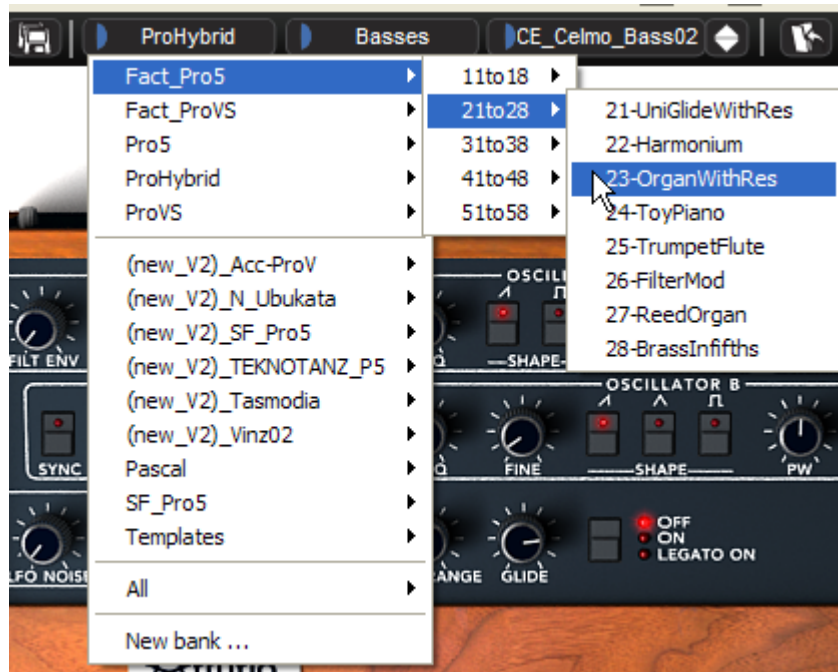 ProHybrid
Basses
CE_Celmo_Bass02
Fact_Pro5
Fact_ProVS
Pro5
ProHybrid
ProVS
(new_V2)_Acc-ProV
(new_V2)_N_Ubukata
(new_V2)_SF_Pro5
(new_V2)_TEKNOTANZ_P5
(new_V2)_Tasmodia
(new_V2)_Vinz02
Pascal
SF_Pro5
Templates
All
New bank ...
11to18
21to28
31to38
41to48
51to58
21-UniGlideWithRes
22-Harmonium
23-OrganWithRes
24-ToyPiano
25-TrumpetFlute
26-FilterMod
27-ReedOrgan
28-BrassInfifths
FILT ENV
SHAPE
OSCILLATOR B
SYNC
FINE
SHAPE
PW
OFF
ON
LEGATO ON
GLIDE